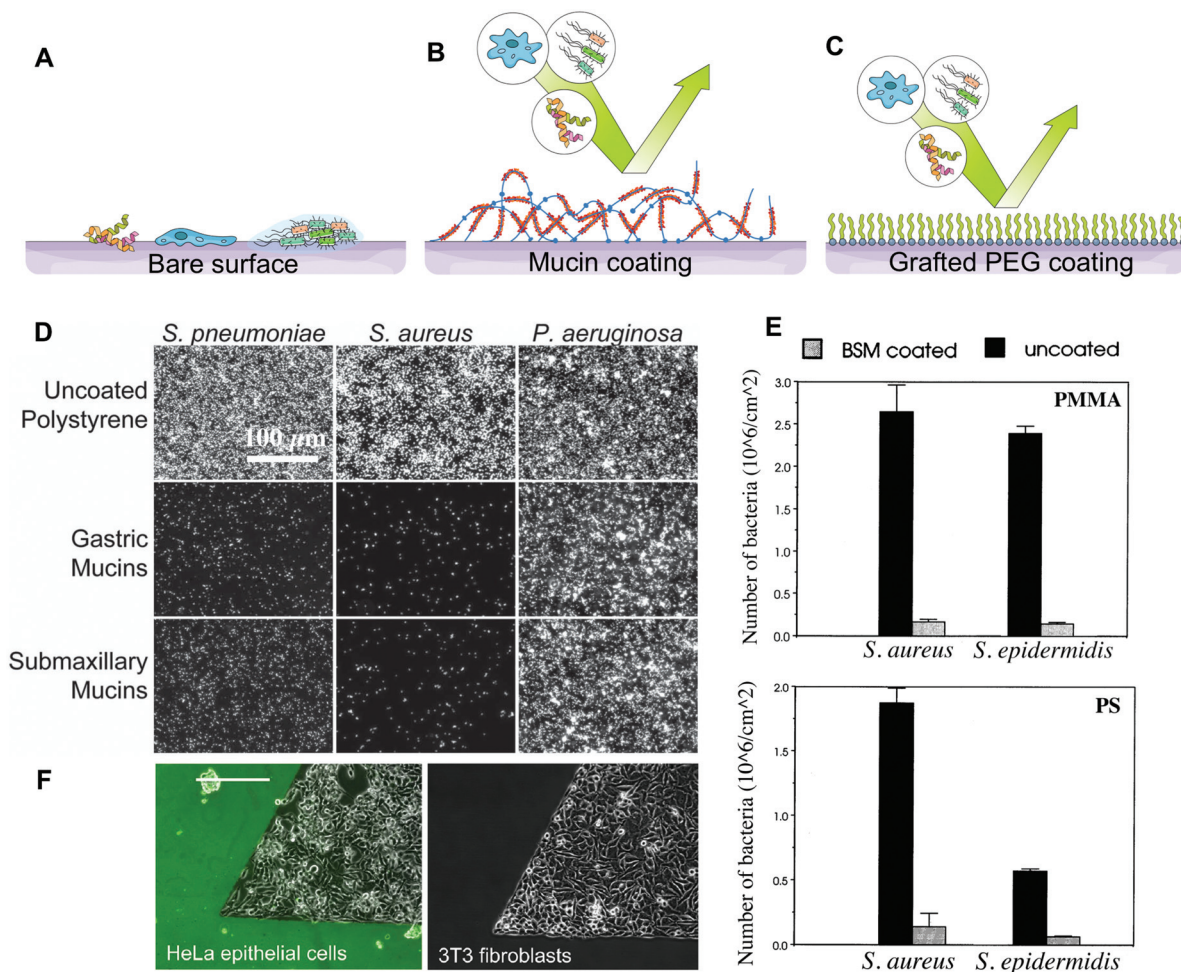 A
Bare surface
B
Mucin coating
C
Grafted PEG coating
D
S. pneumoniae
S. aureus
P. aeruginosa
Uncoated
Polystyrene
100 µm
Gastric
Mucins
Submaxillary
Mucins
E
BSM coated
uncoated
PMMA
Number of bacteria (10^6/cm^2)
3.0
2.5
2.0
1.5
1.0
0.5
0.0
S. aureus
S. epidermidis
PS
Number of bacteria (10^6/cm^2)
2.0
1.5
1.0
0.5
0.0
S. aureus
S. epidermidis
F
HeLa epithelial cells
3T3 fibroblasts